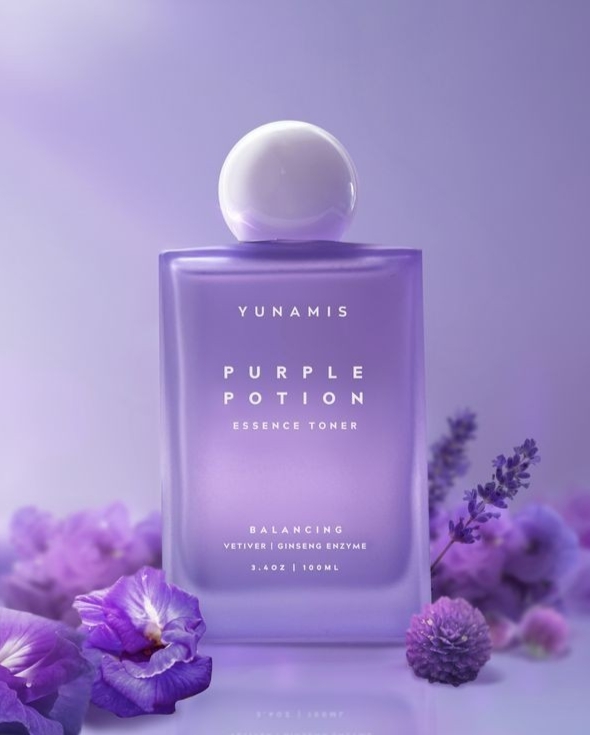 YUNAMIS
PURPLE
POTION
ESSENCE TONER
BALANCING
VETIVER | GINSENG ENZYME
3.4OZ | 100ML